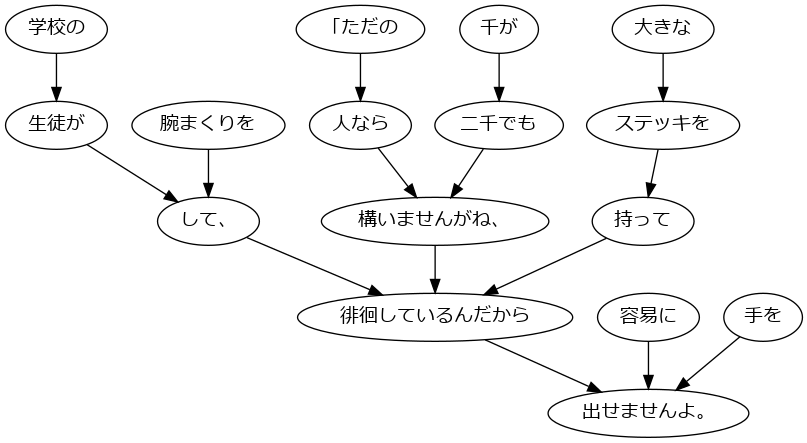 学校の
「ただの
千が
大きな
生徒が
腕まくりを
人なら
二千でも
ステッキを
して、
構いませんがね、
持って
徘徊しているんだから
容易に
手を
出せませんよ。